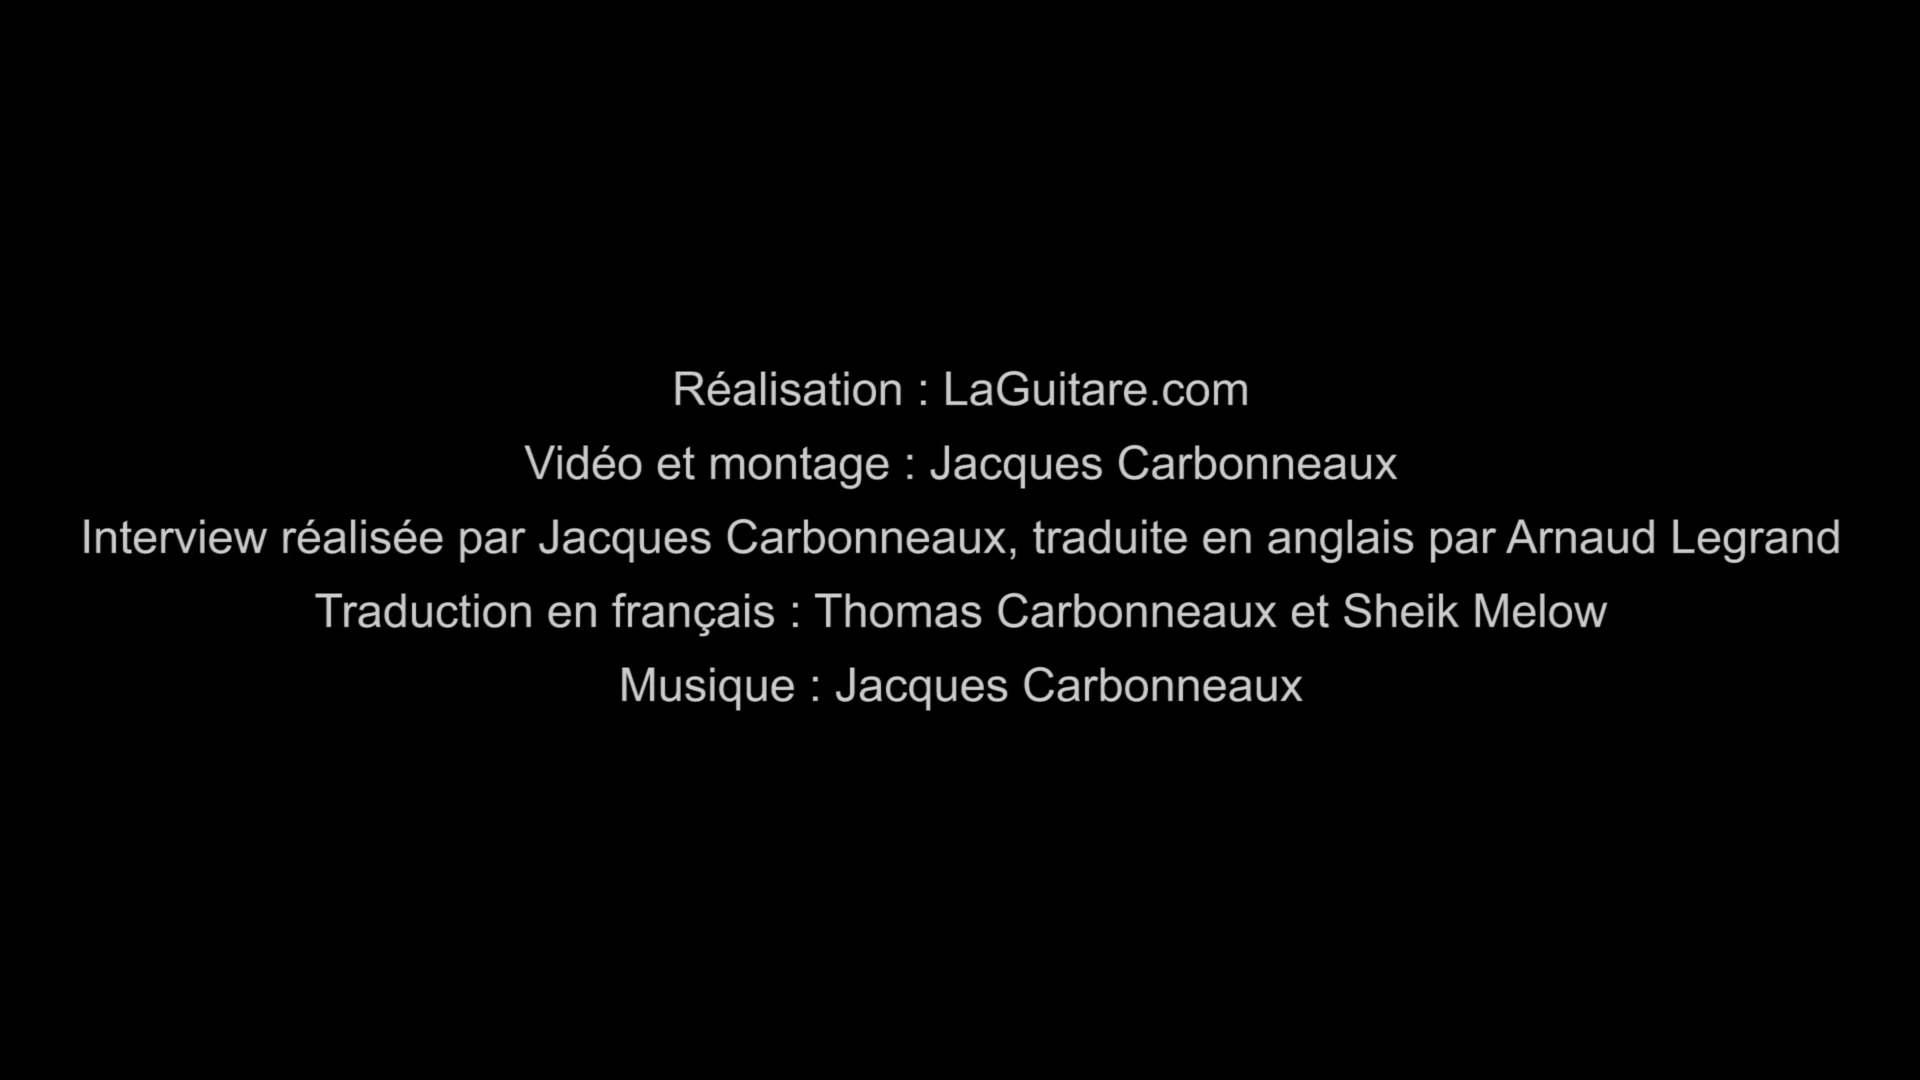 Réalisation : LaGuitare.com
Vidéo et montage : Jacques Carbonneaux
Interview réalisée par Jacques Carbonneaux, traduite en anglais par Arnaud Legrand
Traduction en français : Thomas Carbonneaux et Sheik Melow
Musique : Jacques Carbonneaux